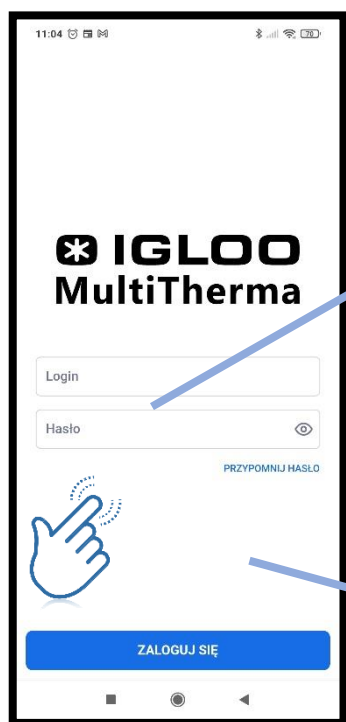 11:04
70
IGLOO
MultiTherma
Login
Hasło
PRZYPOMNIJ HASŁO
ZALOGUJ SIĘ